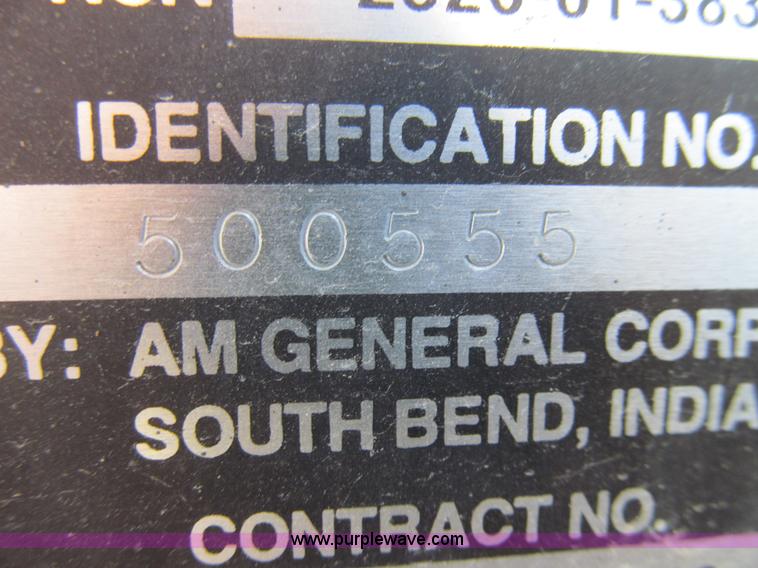 IDENTIFICATION NO.
500555
BY: AM GENERAL CORP
SOUTH BEND, INDIA
CONTRACT NO.
www.purplewave.com